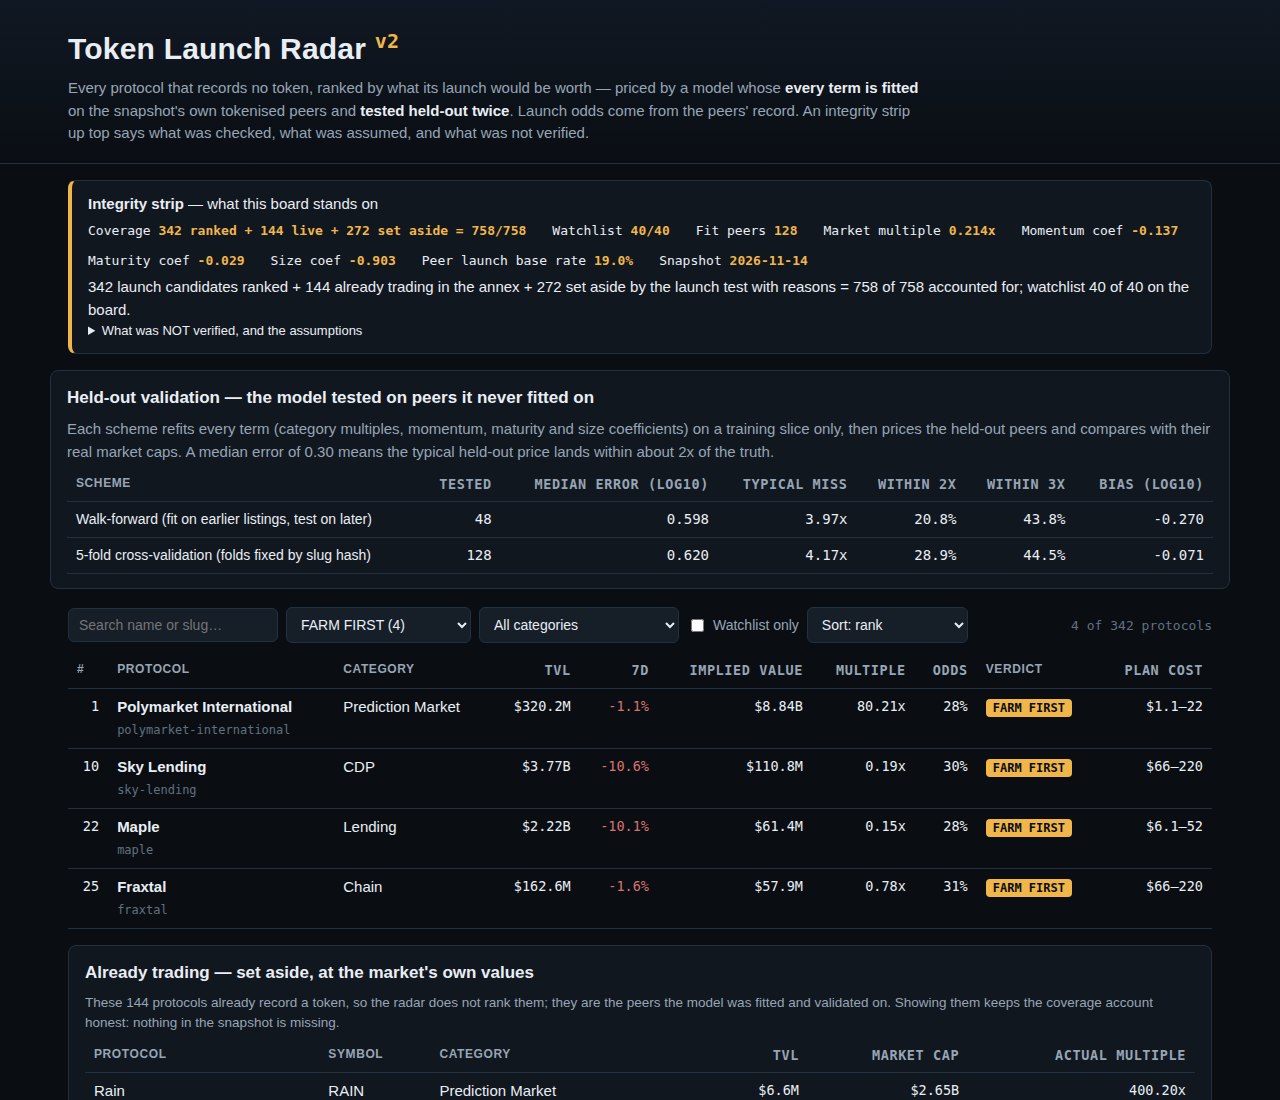 Token Launch Radar v2
Every protocol that records no token, ranked by what its launch would be worth — priced by a model whose every term is fitted
on the snapshot's own tokenised peers and tested held-out twice. Launch odds come from the peers' record. An integrity strip
up top says what was checked, what was assumed, and what was not verified.
Integrity strip — what this board stands on
Coverage 342 ranked + 144 live + 272 set aside = 758/758 Watchlist 40/40 Fit peers 128 Market multiple 0.214x Momentum coef -0.137
Maturity coef -0.029 Size coef -0.903 Peer launch base rate 19.0% Snapshot 2026-11-14
342 launch candidates ranked + 144 already trading in the annex + 272 set aside by the launch test with reasons = 758 of 758 accounted for; watchlist 40 of 40 on the
board.
▶ What was NOT verified, and the assumptions
Held-out validation — the model tested on peers it never fitted on
Each scheme refits every term (category multiples, momentum, maturity and size coefficients) on a training slice only, then prices the held-out peers and compares with their
real market caps. A median error of 0.30 means the typical held-out price lands within about 2x of the truth.
SCHEME TESTED MEDIAN ERROR (LOG10) TYPICAL MISS WITHIN 2X WITHIN 3X BIAS (LOG10)
Walk-forward (fit on earlier listings, test on later) 48 0.598 3.97x 20.8% 43.8% -0.270
5-fold cross-validation (folds fixed by slug hash) 128 0.620 4.17x 28.9% 44.5% -0.071
Search name or slug… FARM FIRST (4) All categories Watchlist only Sort: rank 4 of 342 protocols
# PROTOCOL CATEGORY TVL 7D IMPLIED VALUE MULTIPLE ODDS VERDICT PLAN COST
1 Polymarket International Prediction Market $320.2M -1.1% $8.84B 80.21x 28% FARM FIRST $1.1–22
polymarket-international
10 Sky Lending CDP $3.77B -10.6% $110.8M 0.19x 30% FARM FIRST $66–220
sky-lending
22 Maple Lending $2.22B -10.1% $61.4M 0.15x 28% FARM FIRST $6.1–52
maple
25 Fraxtal Chain $162.6M -1.6% $57.9M 0.78x 31% FARM FIRST $66–220
fraxtal
Already trading — set aside, at the market's own values
These 144 protocols already record a token, so the radar does not rank them; they are the peers the model was fitted and validated on. Showing them keeps the coverage account
honest: nothing in the snapshot is missing.
PROTOCOL SYMBOL CATEGORY TVL MARKET CAP ACTUAL MULTIPLE
Rain RAIN Prediction Market $6.6M $2.65B 400.20x